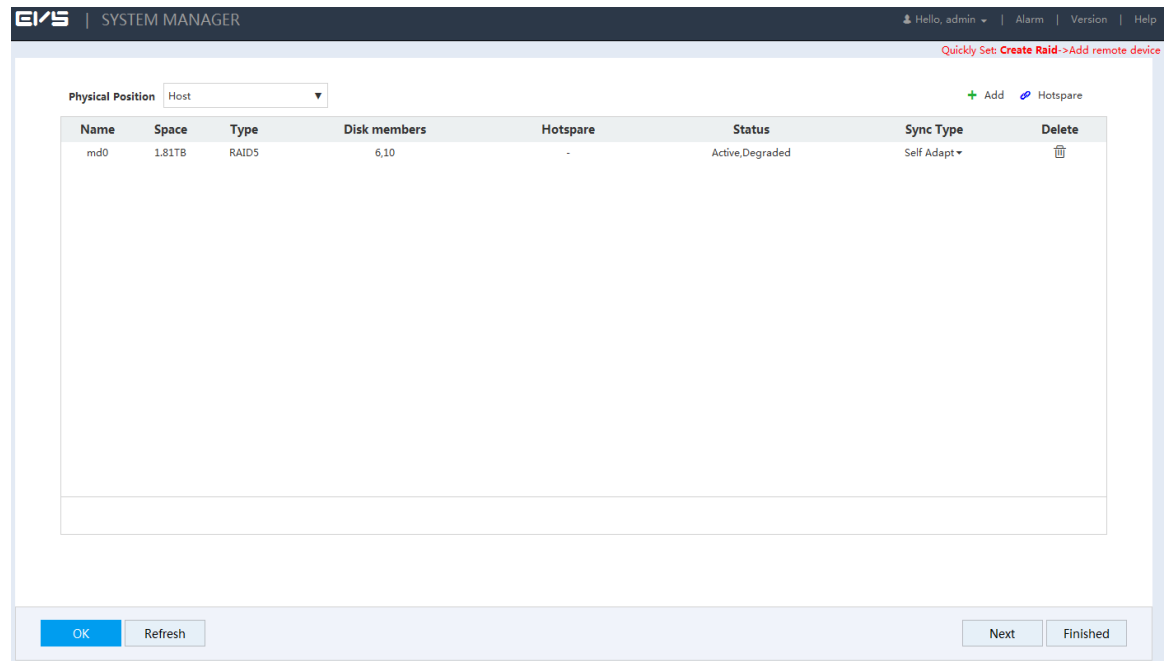 EVS | SYSTEM MANAGER Hello, admin | Alarm | Version | Help
Quickly Set: Create Raid->Add remote device
Physical Position Host + Add Hotspare
Name Space Type Disk members Hotspare Status Sync Type Delete
md0 1.81TB RAID5 6,10 - Active,Degraded Self Adapt
OK Refresh Next Finished